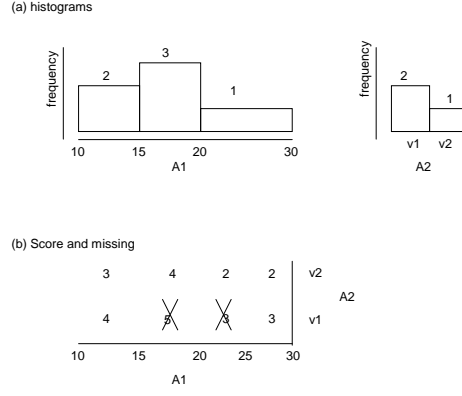 (a) histograms
frequency
2
3
1
10 15 20 30
A1
frequency
2
1
v1 v2
A2
(b) Score and missing
3 4 2 2 v2
A2
4 5 3 3 v1
10 15 20 25 30
A1